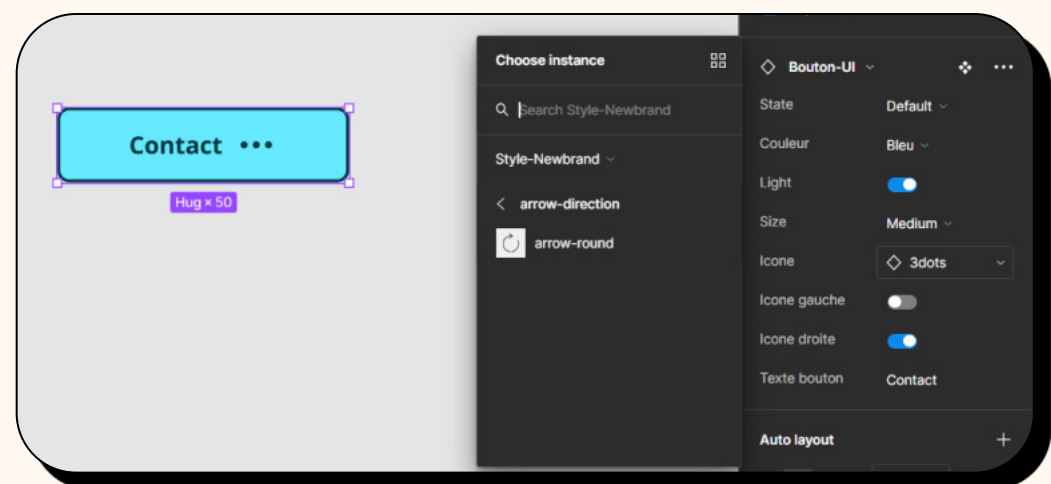 Contact
Hug × 50
Choose instance
Search Style-Newbrand
Style-Newbrand
arrow-direction
arrow-round
Bouton-UI
State Default
Couleur Bleu
Light
Size Medium
Icone 3dots
Icone gauche
Icone droite
Texte bouton Contact
Auto layout